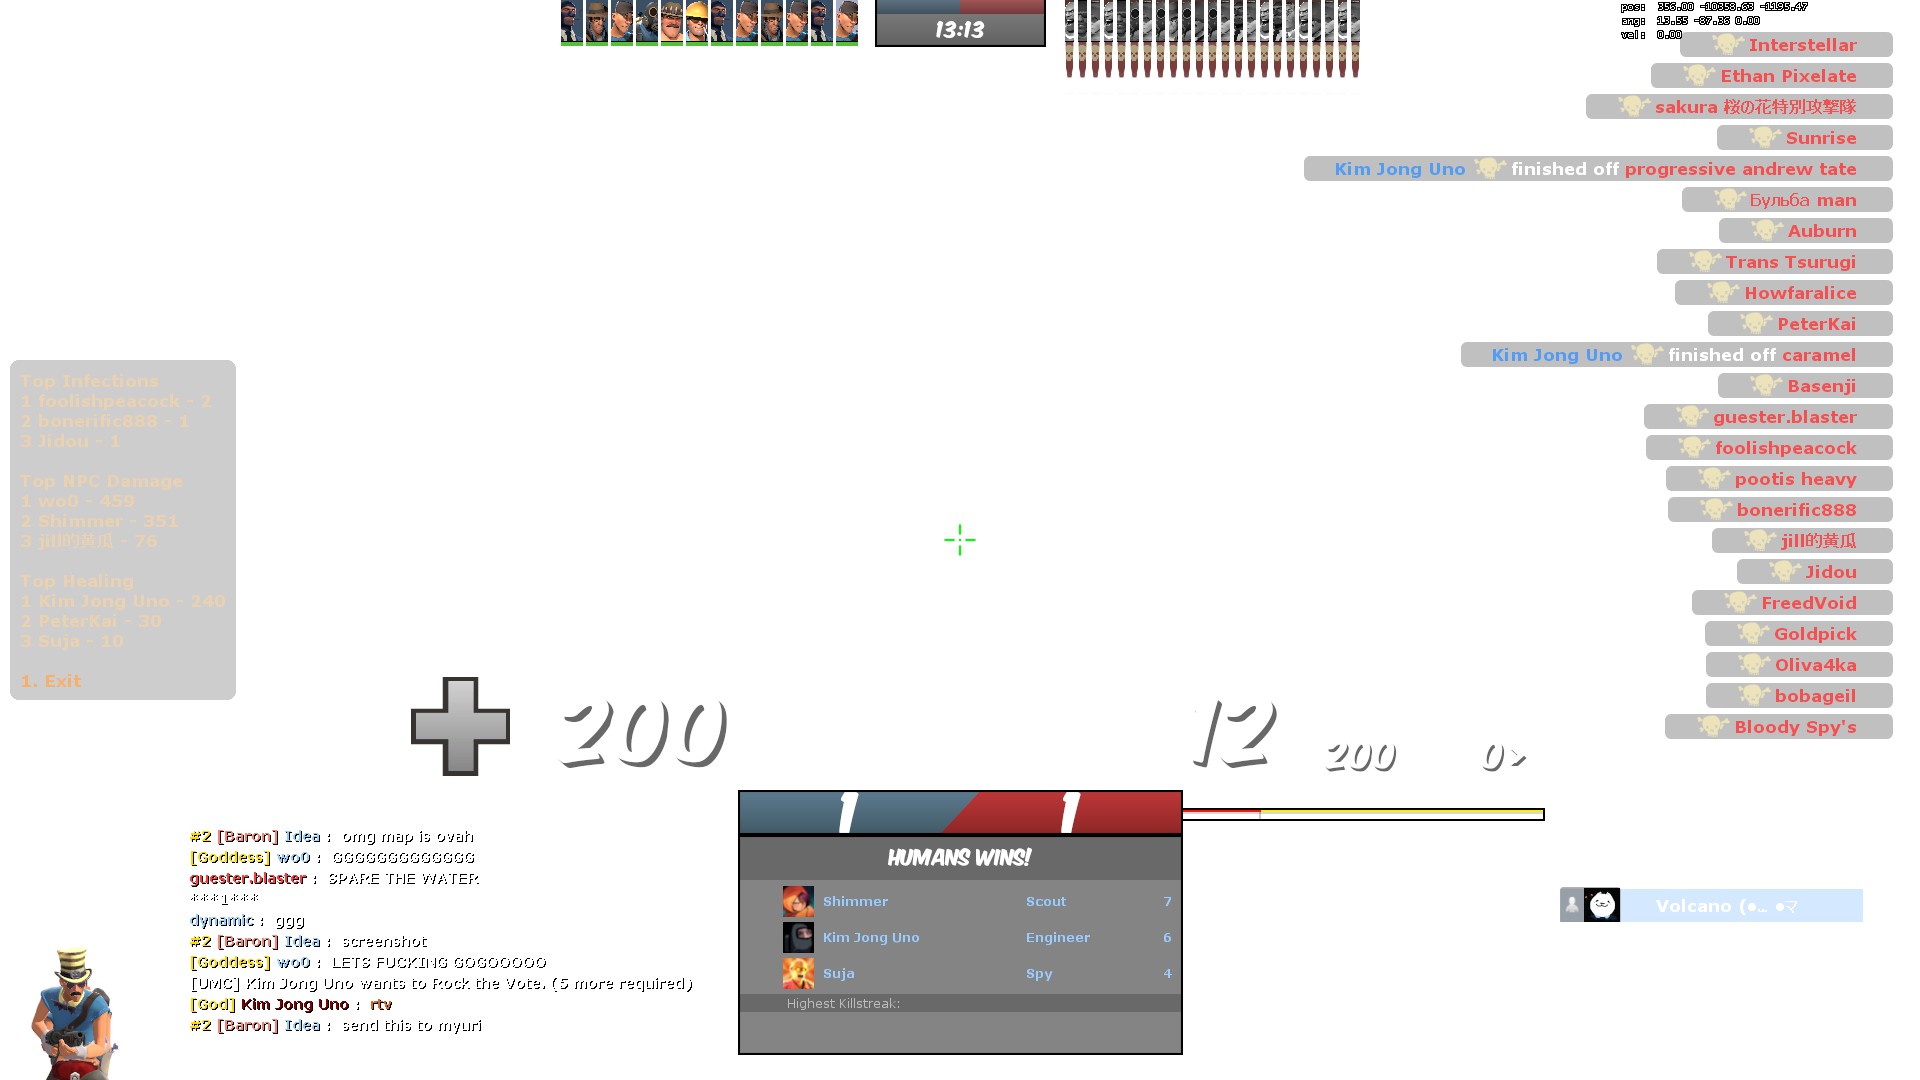 13:13
pos: 356.00 -10358.63 -1195.47
ang: 13.55 -87.36 0.00
vel: 0.00
Interstellar
Ethan Pixelate
sakura 桜の花特別攻撃隊
Sunrise
Kim Jong Uno finished off progressive andrew tate
Бульба man
Auburn
Trans Tsurugi
Howfaralice
PeterKai
Kim Jong Uno finished off caramel
Basenji
guester.blaster
foolishpeacock
pootis heavy
bonerific888
jill的黄瓜
Jidou
FreedVoid
Goldpick
Oliva4ka
bobageil
Bloody Spy's
Top Infections
1 foolishpeacock - 2
2 bonerific888 - 1
3 Jidou - 1
Top NPC Damage
1 wo0 - 459
2 Shimmer - 351
3 jill的黄瓜 - 76
Top Healing
1 Kim Jong Uno - 240
2 PeterKai - 30
3 Suja - 10
1. Exit
200
12 200 0>
1 1
HUMANS WINS!
Shimmer Scout 7
Kim Jong Uno Engineer 6
Suja Spy 4
Highest Killstreak:
#2 [Baron] Idea : omg map is ovah
[Goddess] wo0 : GGGGGGGGGGGGG
guester.blaster : SPARE THE WATER
***1***
dynamic : ggg
#2 [Baron] Idea : screenshot
[Goddess] wo0 : LETS FUCKING GOGOOOOO
[UMC] Kim Jong Uno wants to Rock the Vote. (5 more required)
[God] Kim Jong Uno : rtv
#2 [Baron] Idea : send this to myuri
Volcano (●... ●マ